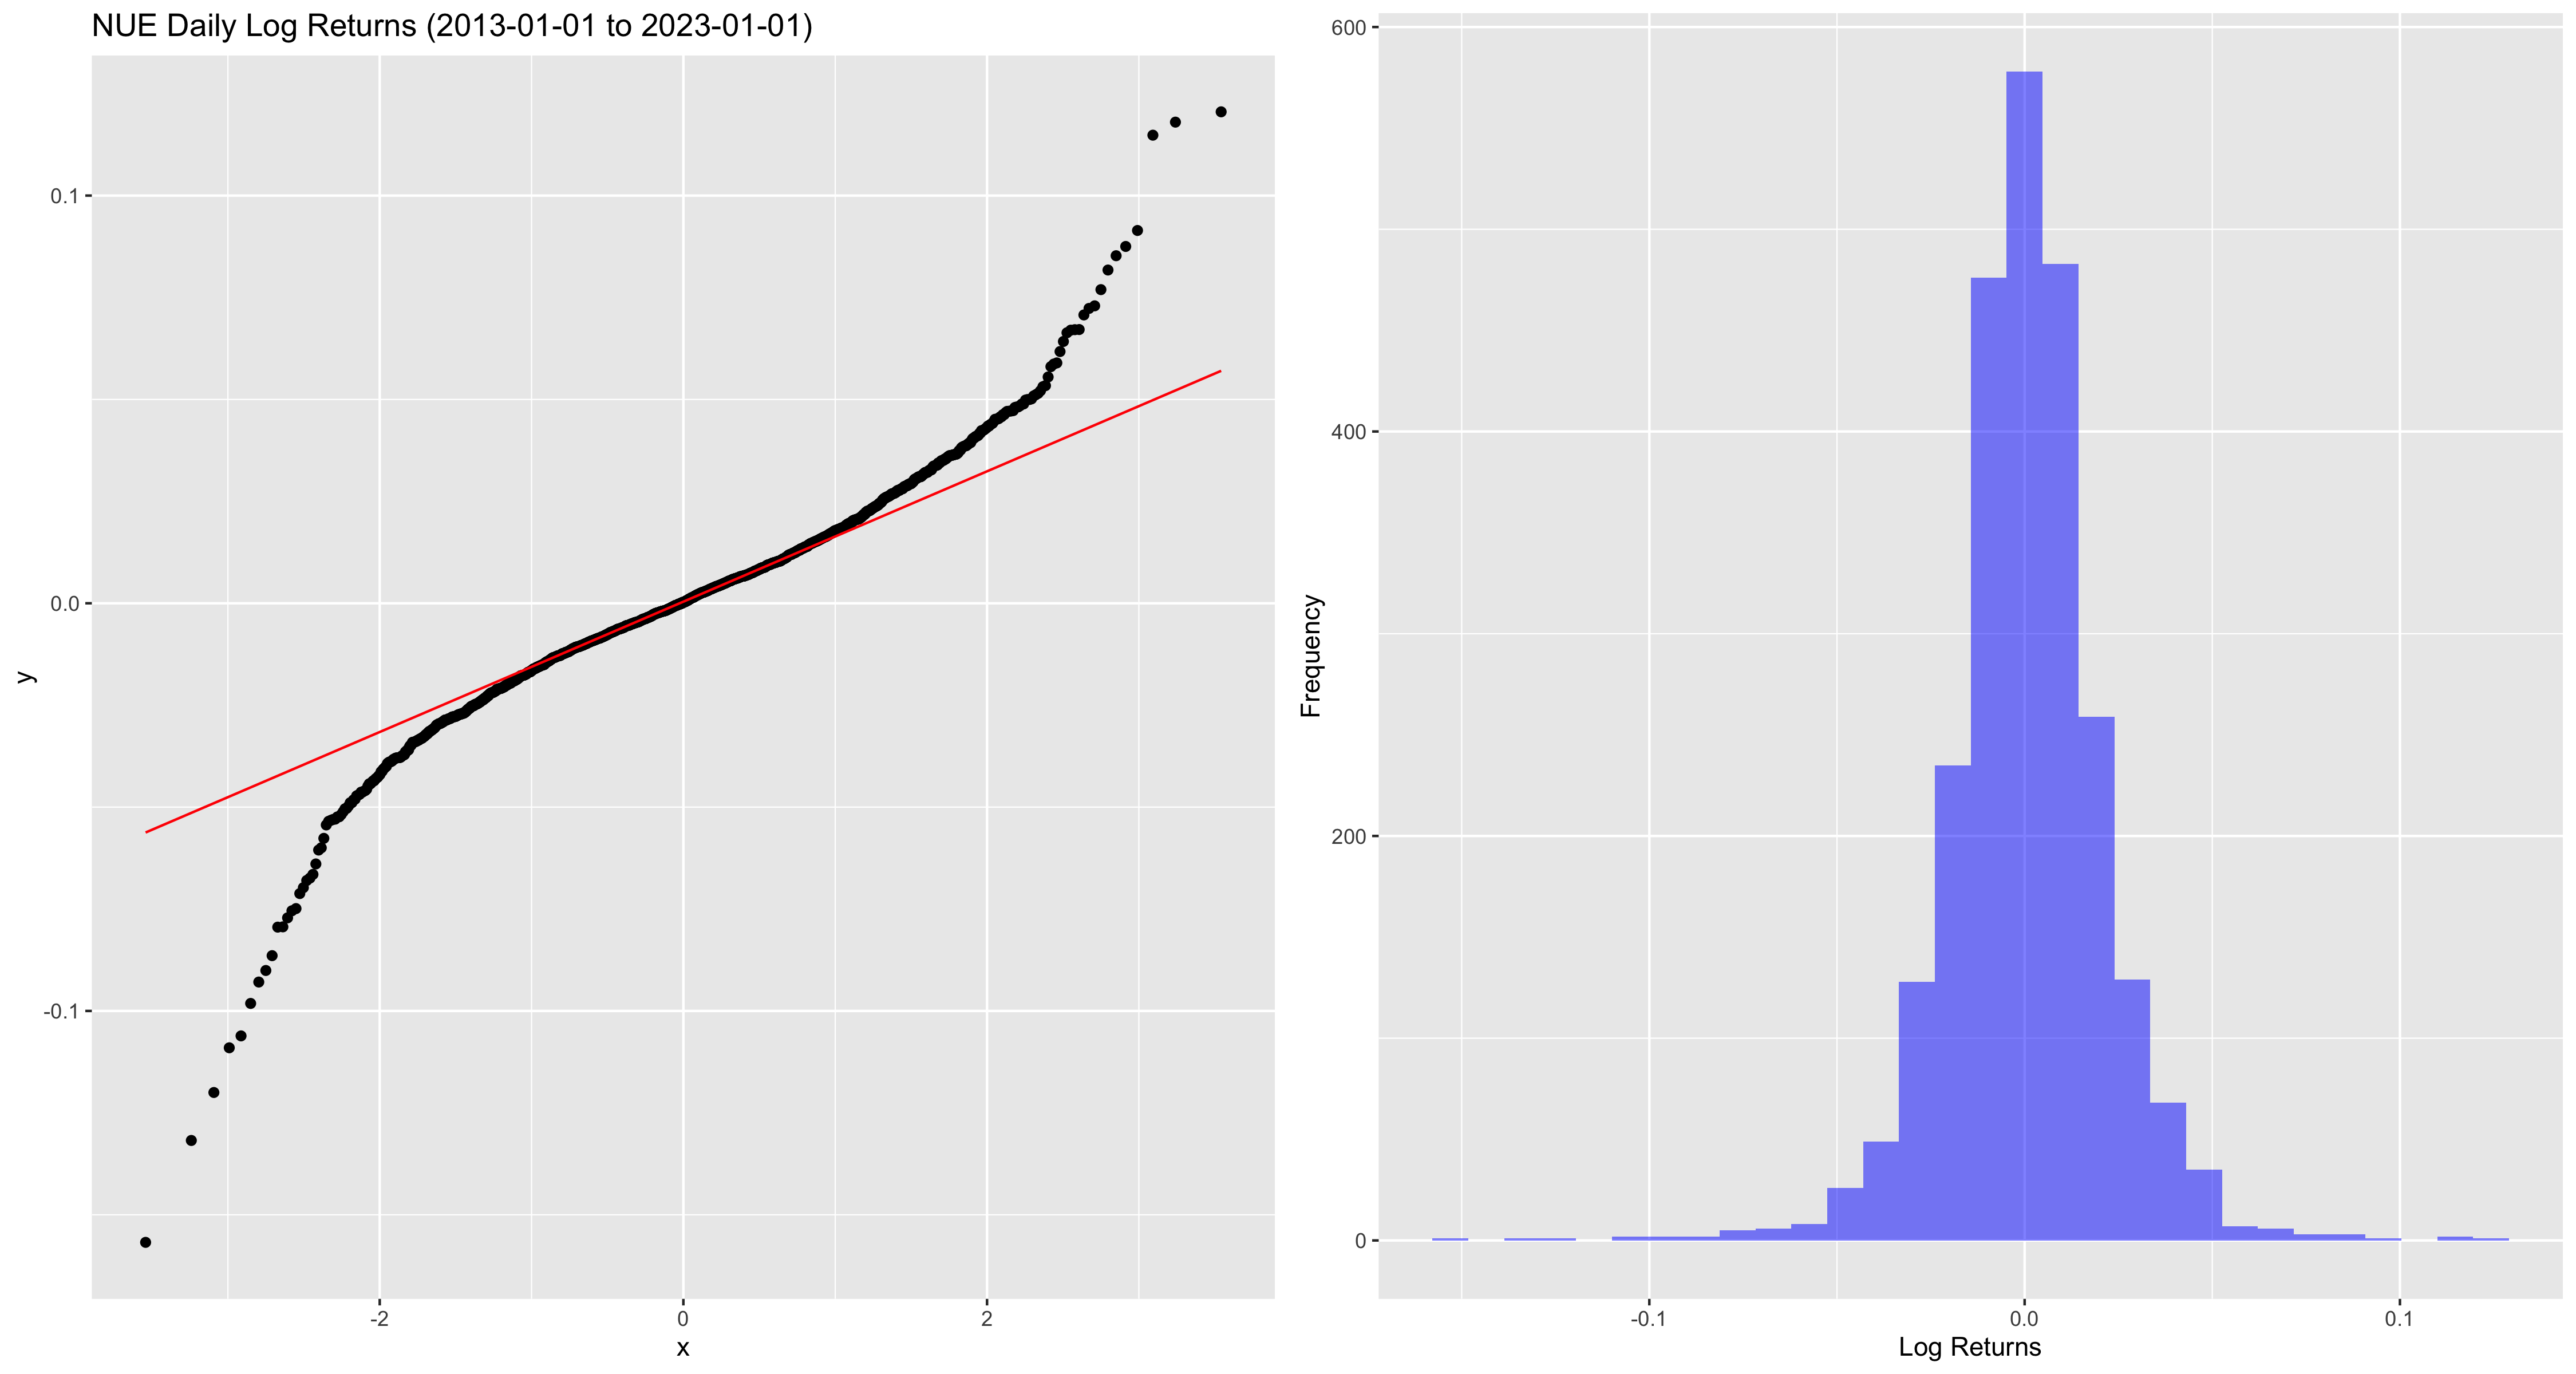 NUE Daily Log Returns (2013-01-01 to 2023-01-01)
0.1
0.0
-0.1
y
-2
0
2
x
600
400
200
0
Frequency
-0.1
0.0
0.1
Log Returns